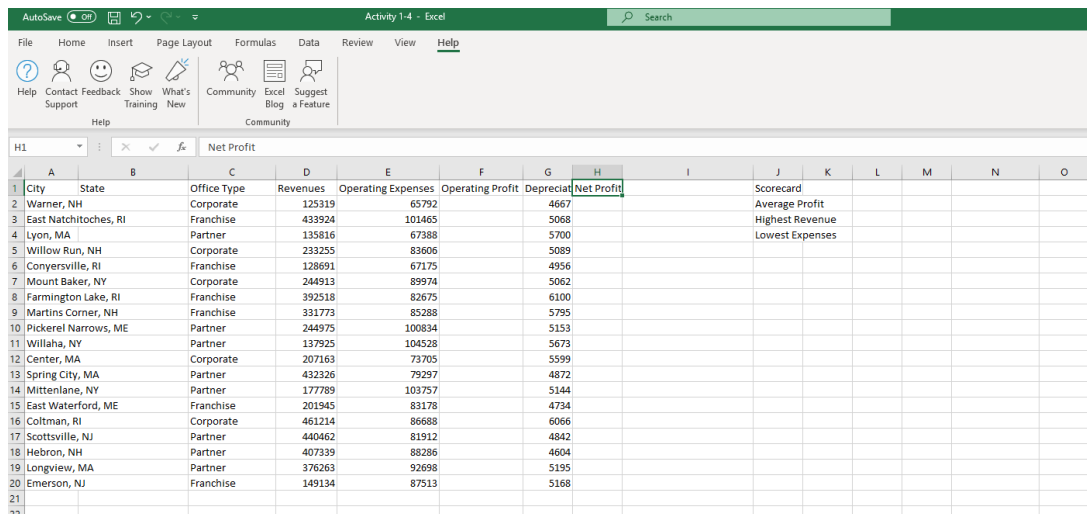 AutoSave Off Activity 1-4 - Excel Search
File Home Insert Page Layout Formulas Data Review View Help
Help Contact Support Feedback Show Training What's New Community Excel Blog Suggest a Feature
Help Community
H1 fx Net Profit
A B C D E F G H I J K L M N O
1 City State Office Type Revenues Operating Expenses Operating Profit Depreciat Net Profit Scorecard
2 Warner, NH Corporate 125319 65792 4667 Average Profit
3 East Natchitoches, RI Franchise 433924 101465 5068 Highest Revenue
4 Lyon, MA Partner 135816 67388 5700 Lowest Expenses
5 Willow Run, NH Corporate 233255 83606 5089
6 Conyersville, RI Franchise 128691 67175 4956
7 Mount Baker, NY Corporate 244913 89974 5062
8 Farmington Lake, RI Franchise 392518 82675 6100
9 Martins Corner, NH Franchise 331773 85288 5795
10 Pickerel Narrows, ME Partner 244975 100834 5153
11 Willaha, NY Partner 137925 104528 5673
12 Center, MA Corporate 207163 73705 5599
13 Spring City, MA Partner 432326 79297 4872
14 Mittenlane, NY Partner 177789 103757 5144
15 East Waterford, ME Franchise 201945 83178 4734
16 Coltman, RI Corporate 461214 86688 6066
17 Scottsville, NJ Partner 440462 81912 4842
18 Hebron, NH Partner 407339 88286 4604
19 Longview, MA Partner 376263 92698 5195
20 Emerson, NJ Franchise 149134 87513 5168
21